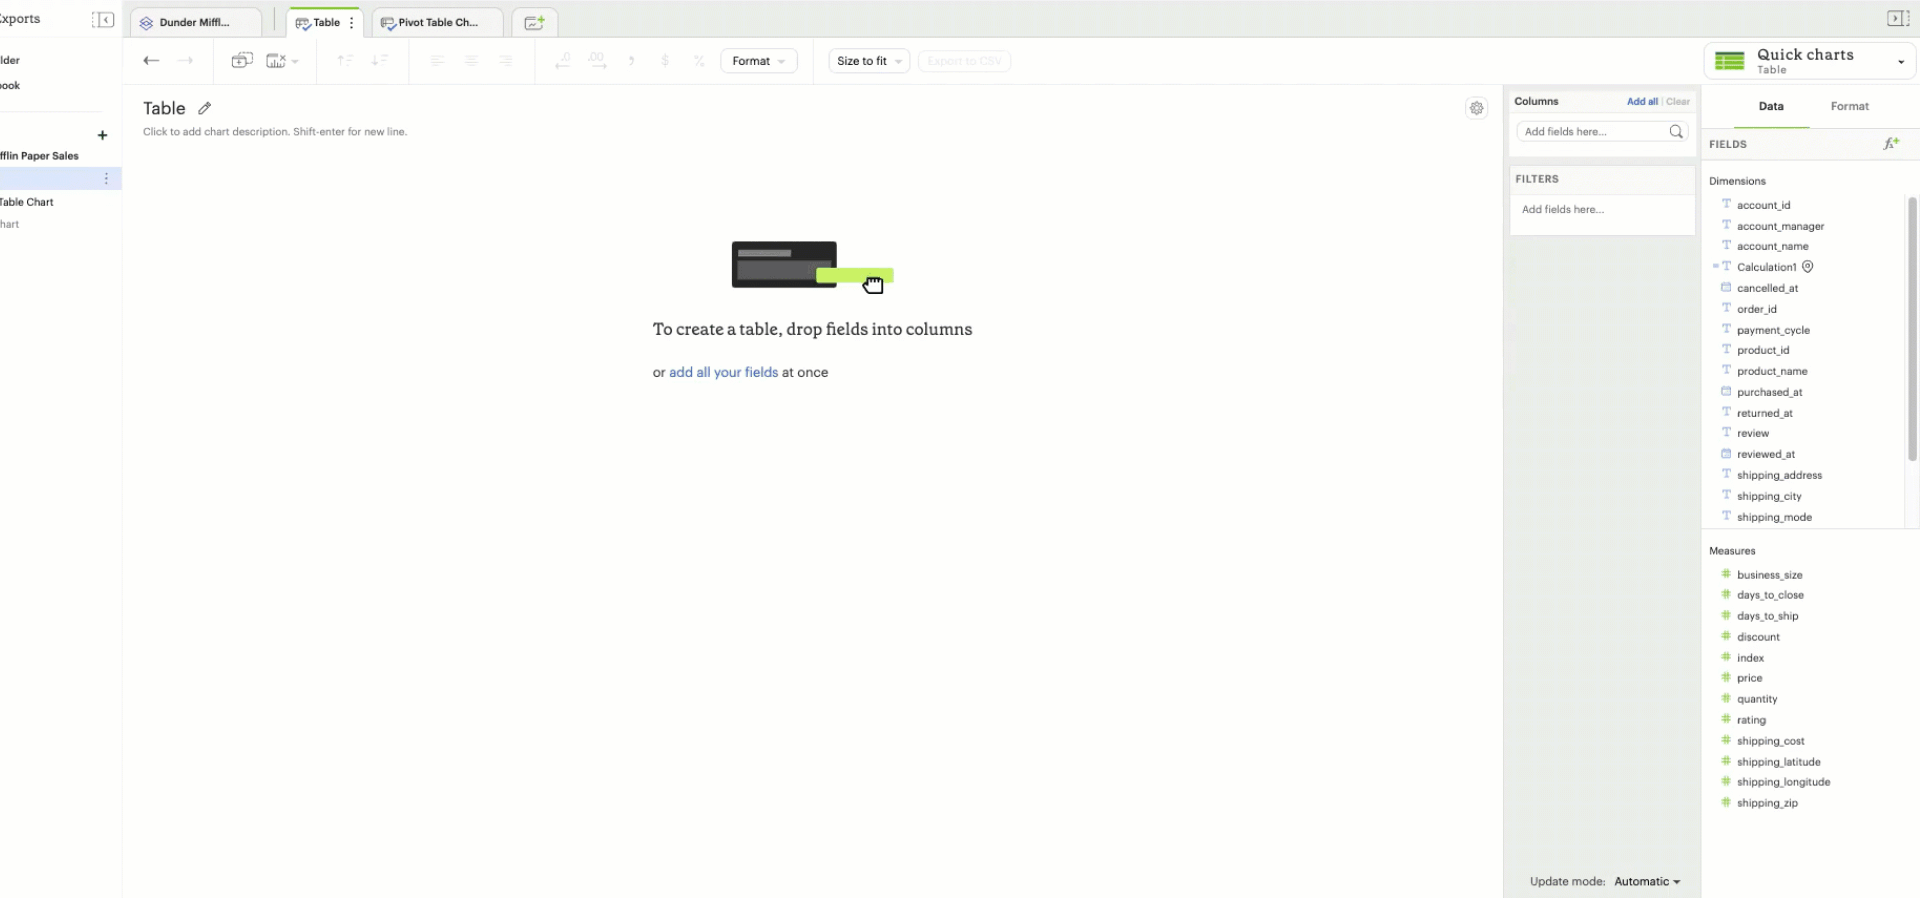 xports
lder
ook
fflin Paper Sales
Table Chart
hart
Dunder Miffl...
Table
Pivot Table Ch...
Format
Size to fit
Export to CSV
Quick charts
Table
Table
Click to add chart description. Shift-enter for new line.
To create a table, drop fields into columns
or add all your fields at once
Columns
Add all | Clear
Add fields here...
FILTERS
Add fields here...
Update mode: Automatic
Data
Format
FIELDS
Dimensions
account_id
account_manager
account_name
Calculation1
cancelled_at
order_id
payment_cycle
product_id
product_name
purchased_at
returned_at
review
reviewed_at
shipping_address
shipping_city
shipping_mode
Measures
business_size
days_to_close
days_to_ship
discount
index
price
quantity
rating
shipping_cost
shipping_latitude
shipping_longitude
shipping_zip